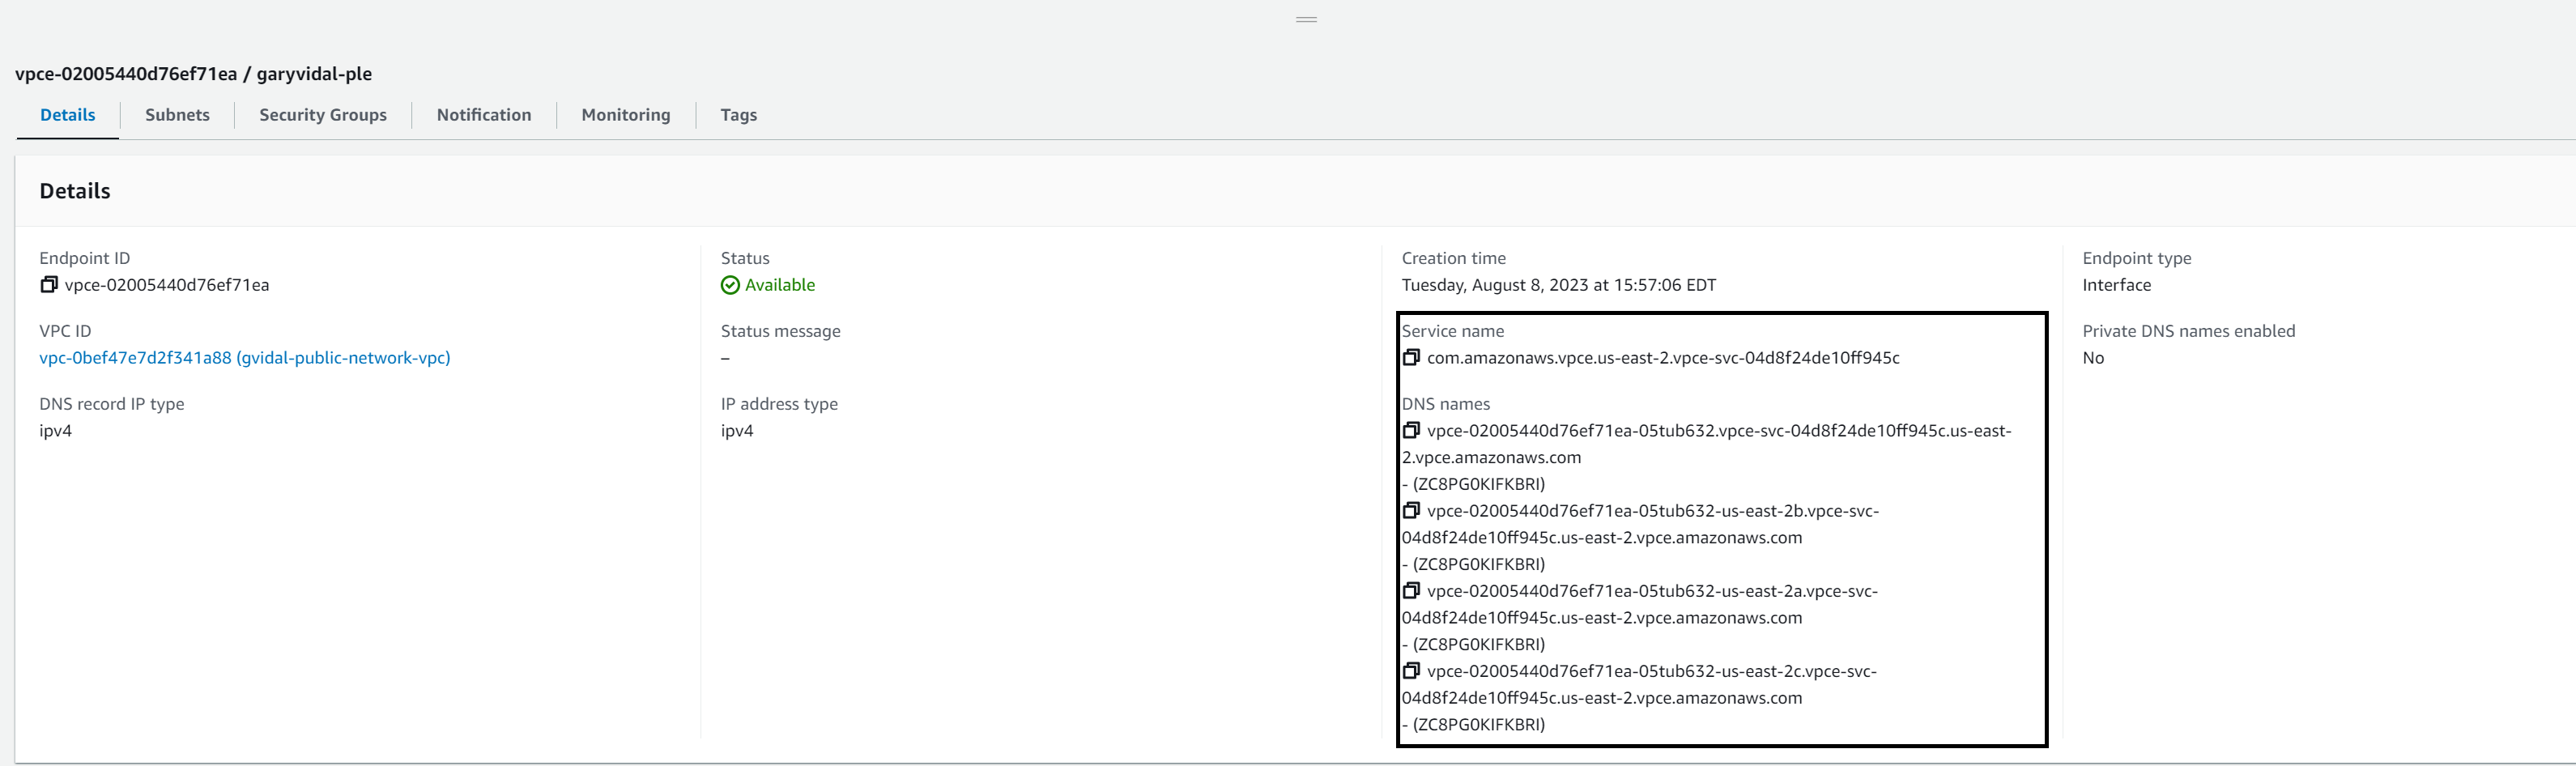 vpce-02005440d76ef71ea / garyvidal-ple
Details
Subnets
Security Groups
Notification
Monitoring
Tags
Details
Endpoint ID
vpce-02005440d76ef71ea
VPC ID
vpc-0bef47e7d2f341a88 (gvidal-public-network-vpc)
DNS record IP type
ipv4
Status
Available
Status message
–
IP address type
ipv4
Creation time
Tuesday, August 8, 2023 at 15:57:06 EDT
Service name
com.amazonaws.vpce.us-east-2.vpce-svc-04d8f24de10ff945c
DNS names
vpce-02005440d76ef71ea-05tub632.vpce-svc-04d8f24de10ff945c.us-east-
2.vpce.amazonaws.com
- (ZC8PG0KIFKBRI)
vpce-02005440d76ef71ea-05tub632-us-east-2b.vpce-svc-
04d8f24de10ff945c.us-east-2.vpce.amazonaws.com
- (ZC8PG0KIFKBRI)
vpce-02005440d76ef71ea-05tub632-us-east-2a.vpce-svc-
04d8f24de10ff945c.us-east-2.vpce.amazonaws.com
- (ZC8PG0KIFKBRI)
vpce-02005440d76ef71ea-05tub632-us-east-2c.vpce-svc-
04d8f24de10ff945c.us-east-2.vpce.amazonaws.com
- (ZC8PG0KIFKBRI)
Endpoint type
Interface
Private DNS names enabled
No